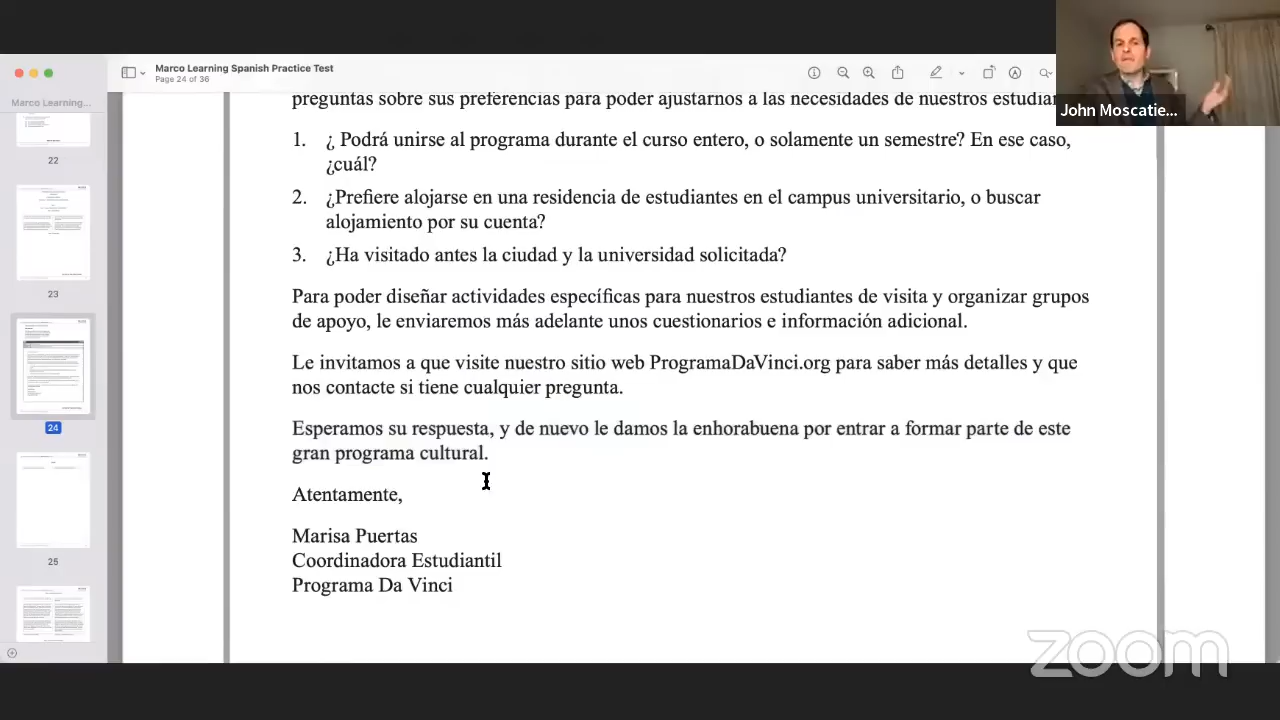 Marco Learning Spanish Practice Test
Page 24 of 36
Marco Learning...
22
23
24
25
preguntas sobre sus preferencias para poder ajustarnos a las necesidades de nuestros
1. ¿ Podrá unirse al programa durante el curso entero, o solamente un semestre? En ese caso,
¿cuál?
2. ¿Prefiere alojarse en una residencia de estudiantes en el campus universitario, o buscar
alojamiento por su cuenta?
3. ¿Ha visitado antes la ciudad y la universidad solicitada?
Para poder diseñar actividades específicas para nuestros estudiantes de visita y organizar grupos
de apoyo, le enviaremos más adelante unos cuestionarios e información adicional.
Le invitamos a que visite nuestro sitio web ProgramaDaVinci.org para saber más detalles y que
nos contacte si tiene cualquier pregunta.
Esperamos su respuesta, y de nuevo le damos la enhorabuena por entrar a formar parte de este
gran programa cultural.
Atentamente,
Marisa Puertas
Coordinadora Estudiantil
Programa Da Vinci
John Moscatie...
zoom